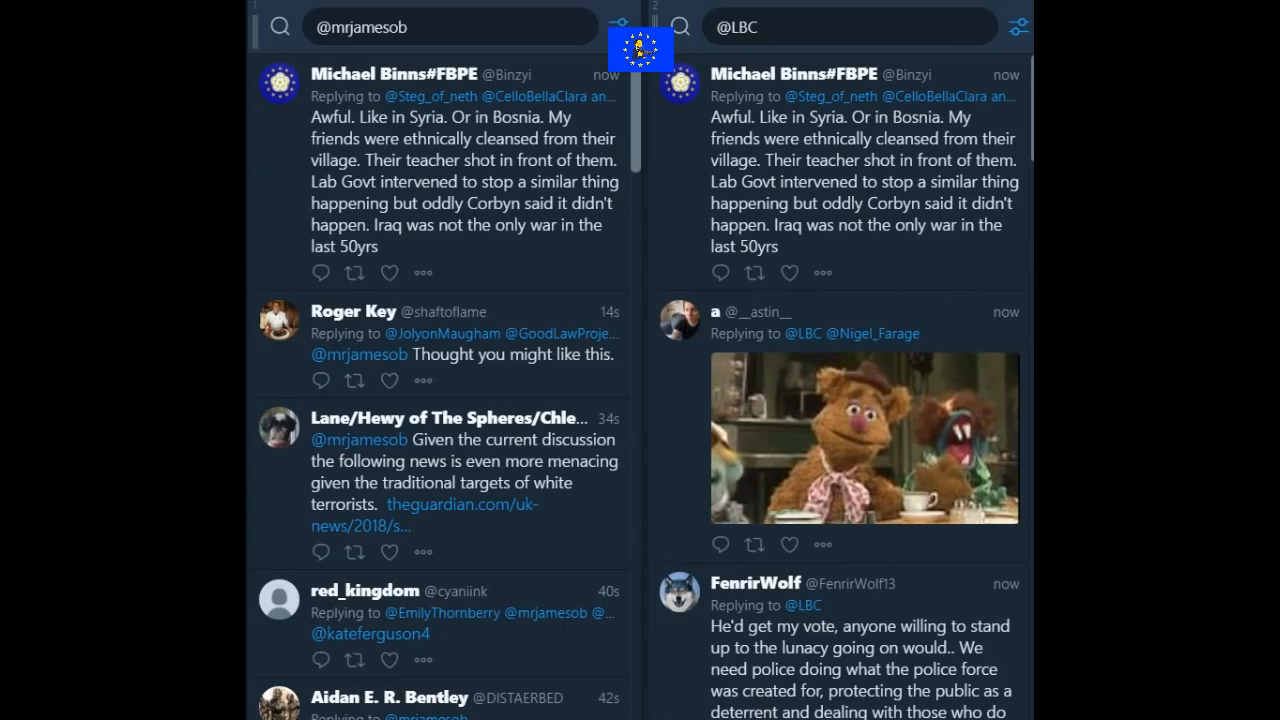 1
@mrjamesob
Michael Binns#FBPE @Binzyi now
Replying to @Steg_of_neth @CelloBellaClara an...
Awful. Like in Syria. Or in Bosnia. My
friends were ethnically cleansed from their
village. Their teacher shot in front of them.
Lab Govt intervened to stop a similar thing
happening but oddly Corbyn said it didn't
happen. Iraq was not the only war in the
last 50yrs
Roger Key @shaftoflame 14s
Replying to @JolyonMaugham @GoodLawProje...
@mrjamesob Thought you might like this.
Lane/Hewy of The Spheres/Chle... 34s
@mrjamesob Given the current discussion
the following news is even more menacing
given the traditional targets of white
terrorists. theguardian.com/uk-
news/2018/s...
red_kingdom @cyaniink 40s
Replying to @EmilyThornberry @mrjamesob @...
@kateferguson4
Aidan E. R. Bentley @DISTAERBED 42s
Replying to @mrjamesob
2
@LBC
Michael Binns#FBPE @Binzyi now
Replying to @Steg_of_neth @CelloBellaClara an...
Awful. Like in Syria. Or in Bosnia. My
friends were ethnically cleansed from their
village. Their teacher shot in front of them.
Lab Govt intervened to stop a similar thing
happening but oddly Corbyn said it didn't
happen. Iraq was not the only war in the
last 50yrs
a @__astin__ now
Replying to @LBC @Nigel_Farage
FenrirWolf @FenrirWolf13 now
Replying to @LBC
He'd get my vote, anyone willing to stand
up to the lunacy going on would.. We
need police doing what the police force
was created for, protecting the public as a
deterrent and dealing with those who do